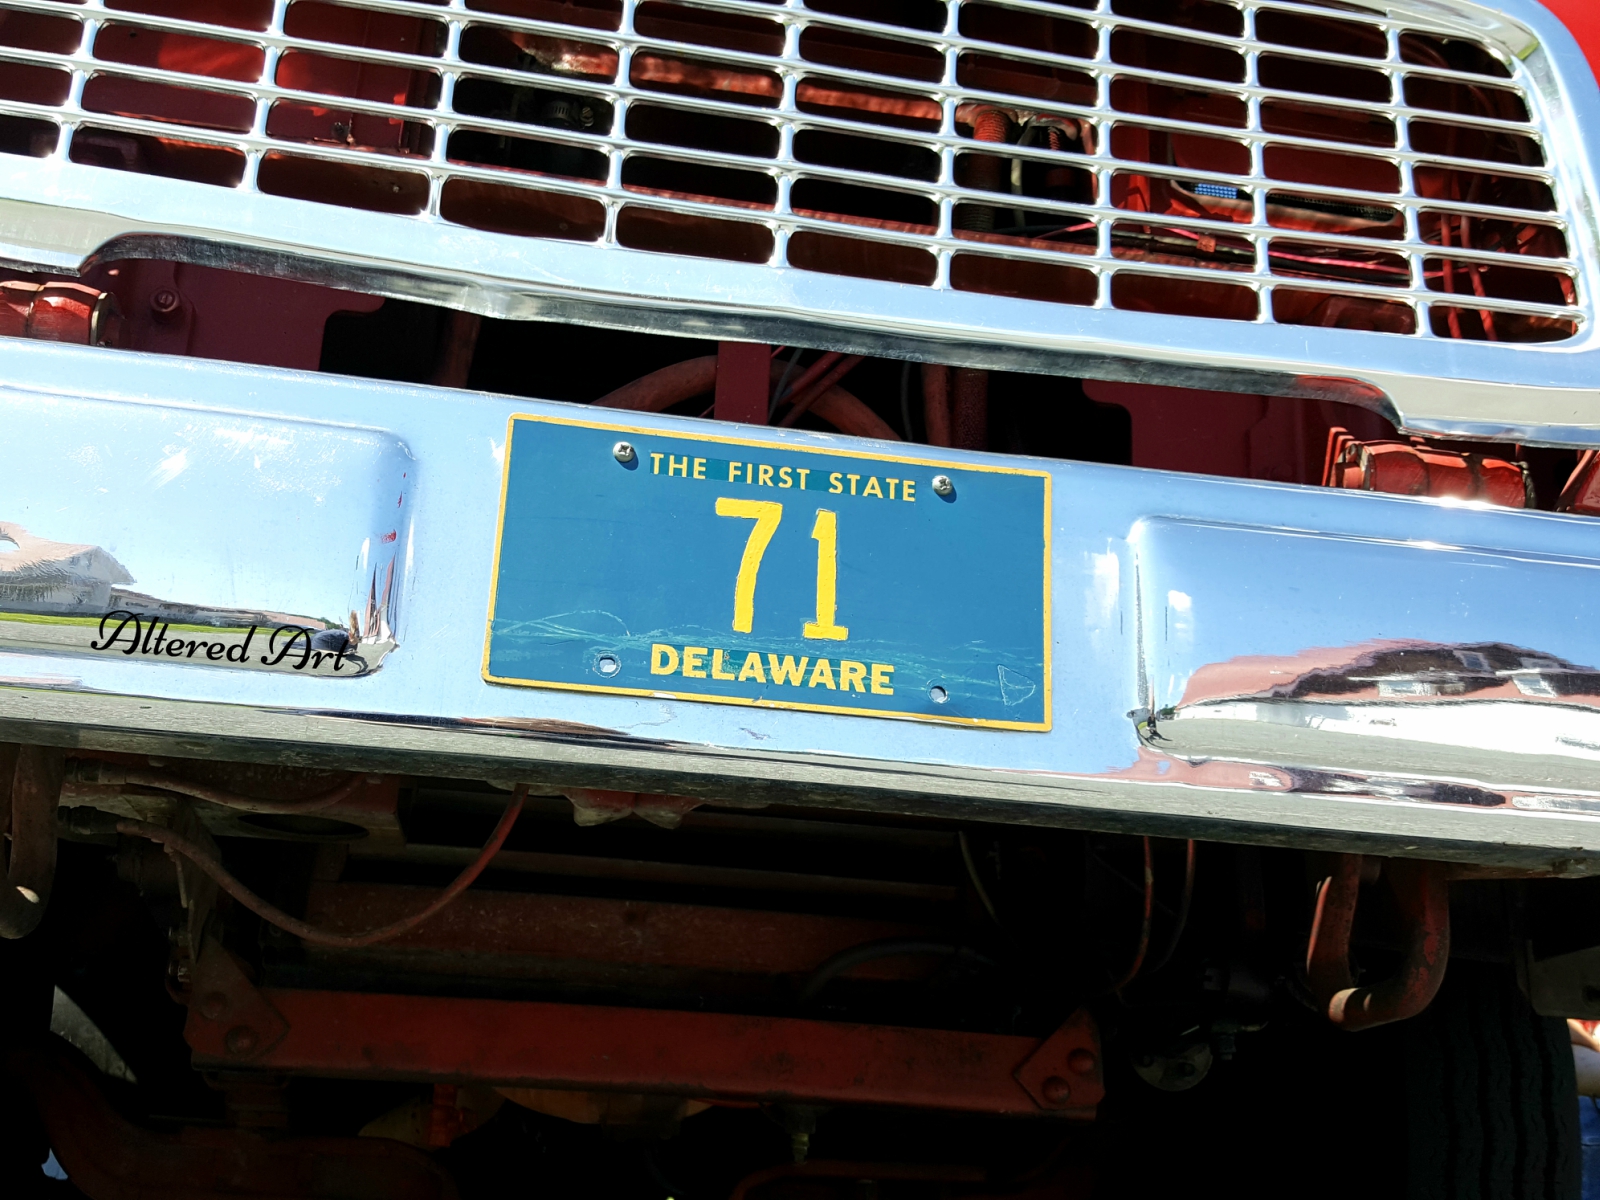 THE FIRST STATE
71
DELAWARE
Altered Art